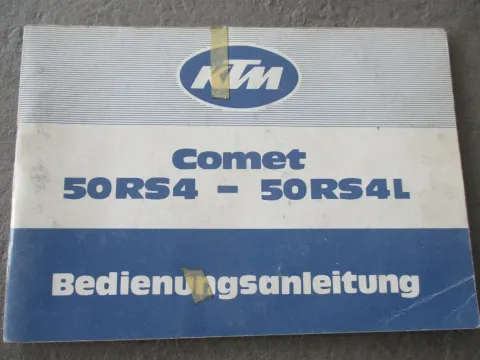 KTM
Comet
50RS4 - 50RS4L
Bedienungsanleitung